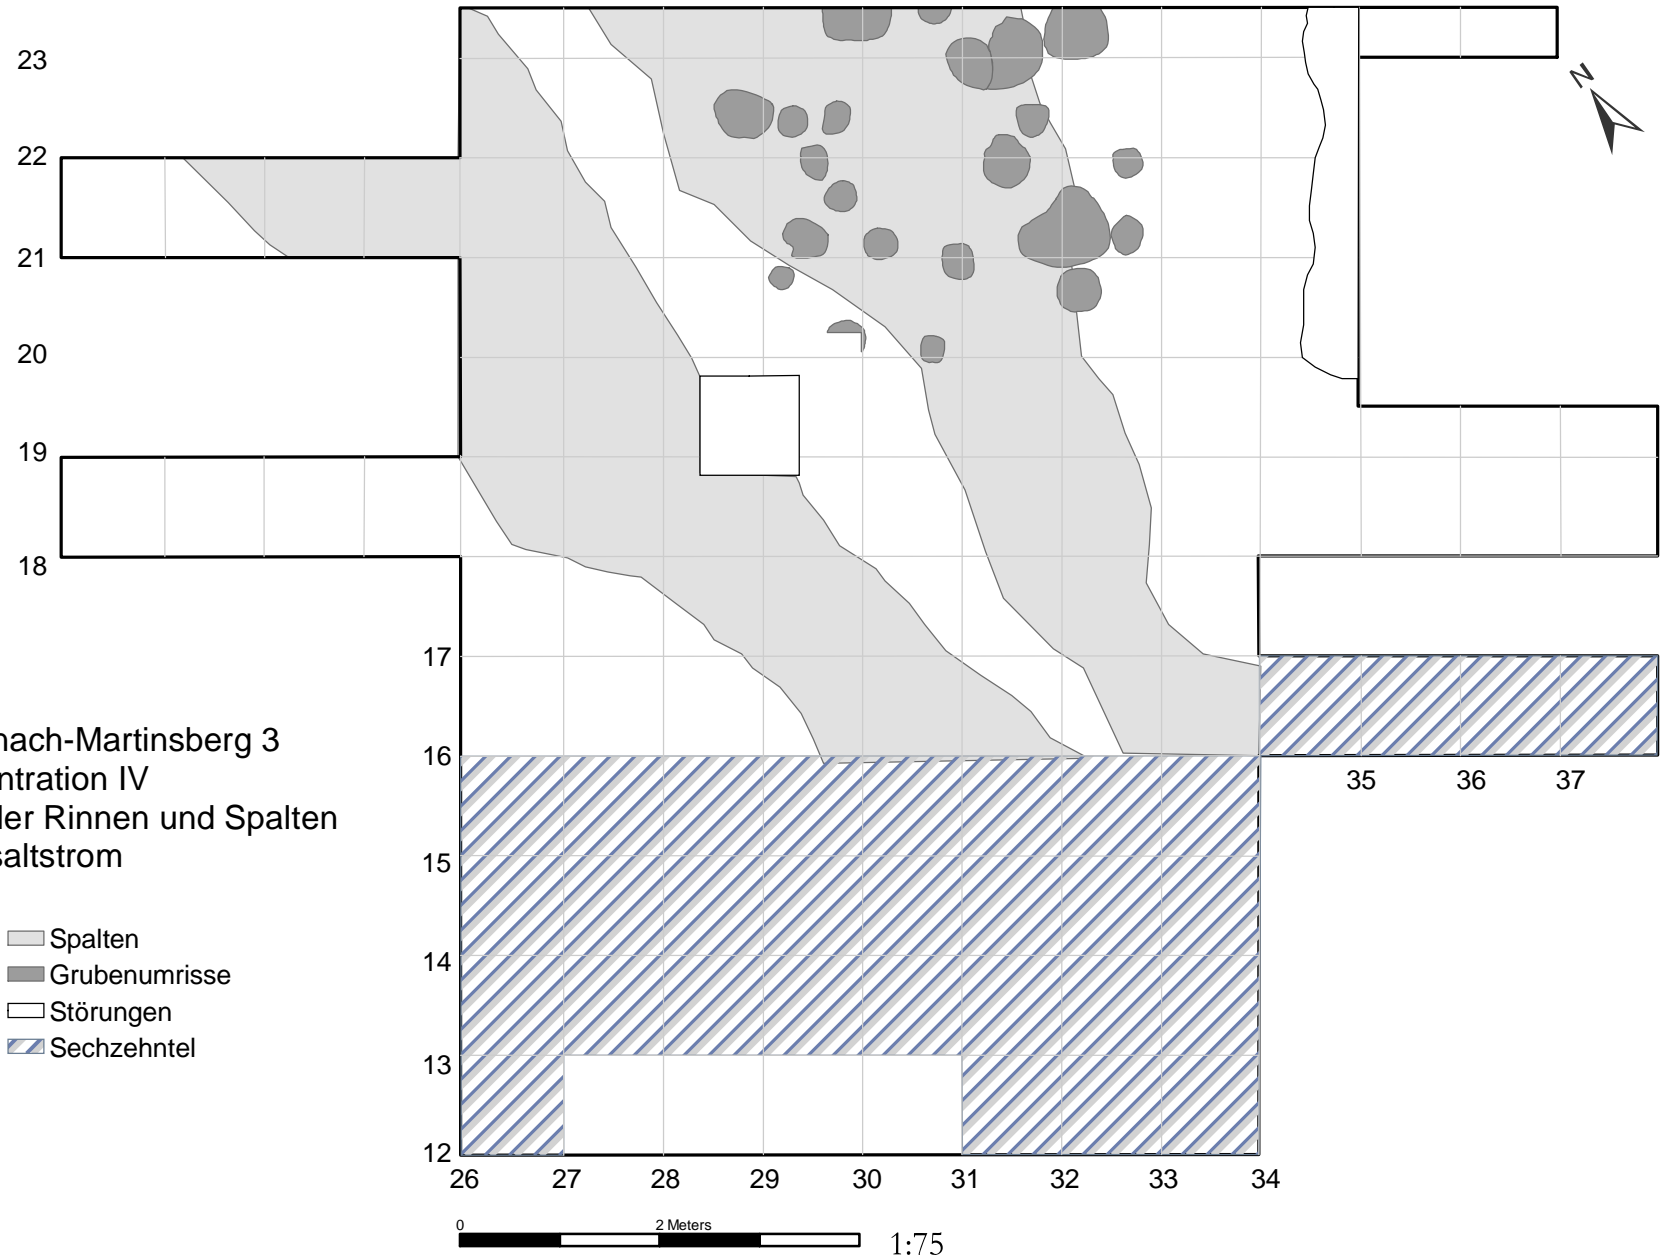 23
22
21
20
19
18
17
16
15
14
13
12
N
nach-Martinsberg 3
ntration IV
der Rinnen und Spalten
saltstrom
Spalten
Grubenumrisse
Störungen
Sechzehntel
35 36 37
26 27 28 29 30 31 32 33 34
0 2 Meters
1:75